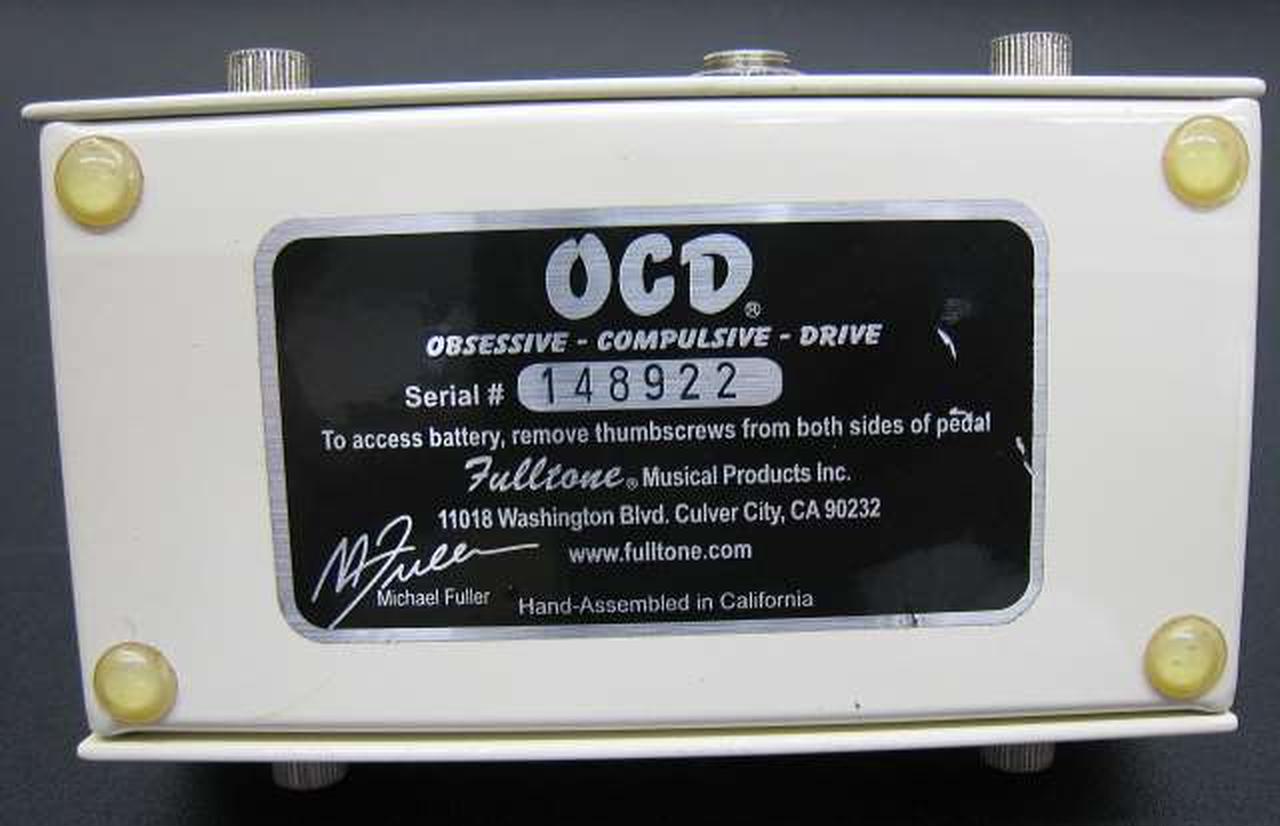 OCD®
OBSESSIVE - COMPULSIVE - DRIVE
Serial # 148922
To access battery, remove thumbscrews from both sides of pedal
Fulltone® Musical Products Inc.
11018 Washington Blvd. Culver City, CA 90232
M Fuller www.fulltone.com
Michael Fuller Hand-Assembled in California